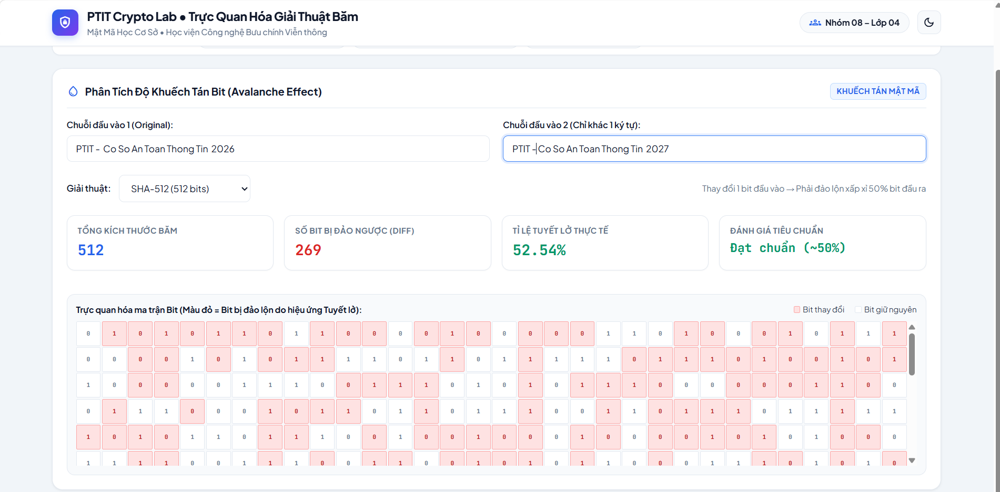 PTIT Crypto Lab • Trực Quan Hóa Giải Thuật Băm
Mật Mã Học Cơ Sở • Học viện Công nghệ Bưu chính Viễn thông
Nhóm 08 – Lớp 04
Phân Tích Độ Khuếch Tán Bit (Avalanche Effect)
KHUẾCH TÁN MẬT MÃ
Chuỗi đầu vào 1 (Original):
Chuỗi đầu vào 2 (Chỉ khác 1 ký tự):
PTIT - Co So An Toan Thong Tin 2026
PTIT - Co So An Toan Thong Tin 2027
Giải thuật:
SHA-512 (512 bits)
Thay đổi 1 bit đầu vào → Phải đảo lộn xấp xỉ 50% bit đầu ra
TỔNG KÍCH THƯỚC BĂM
512
SỐ BIT BỊ ĐẢO NGƯỢC (DIFF)
269
TỈ LỆ TUYẾT LỞ THỰC TẾ
52.54%
ĐÁNH GIÁ TIÊU CHUẨN
Đạt chuẩn (~50%)
Trực quan hóa ma trận Bit (Màu đỏ = Bit bị đảo lộn do hiệu ứng Tuyết lở):
Bit thay đổi
Bit giữ nguyên
0 1 0 1 0 1 1 0 1 1 0 0 0 0 1 0 0 0 0 0 1 1 0 1 0 0 0 1 0 1 1 1
0 0 0 0 1 0 1 0 1 1 1 1 0 1 1 0 1 1 1 1 1 0 1 1 1 0 1 0 0 1 0 1
1 0 0 0 0 0 1 1 1 0 0 1 1 1 0 1 0 1 0 1 1 1 0 0 0 0 0 0 1 1 0 0
0 1 1 1 0 0 0 1 0 1 1 0 1 1 0 1 1 1 0 0 1 1 0 1 1 1 0 1 1 1 1 1
1 0 1 0 1 1 0 1 1 1 0 0 1 0 0 1 0 0 0 1 0 0 0 0 1 0 1 0 1 0 0 0
1 1 1 1 0 0 1 1 1 0 0 1 1 0 0 1 0 1 0 1 1 0 0 0 1 1 1 0 1 0 1 0